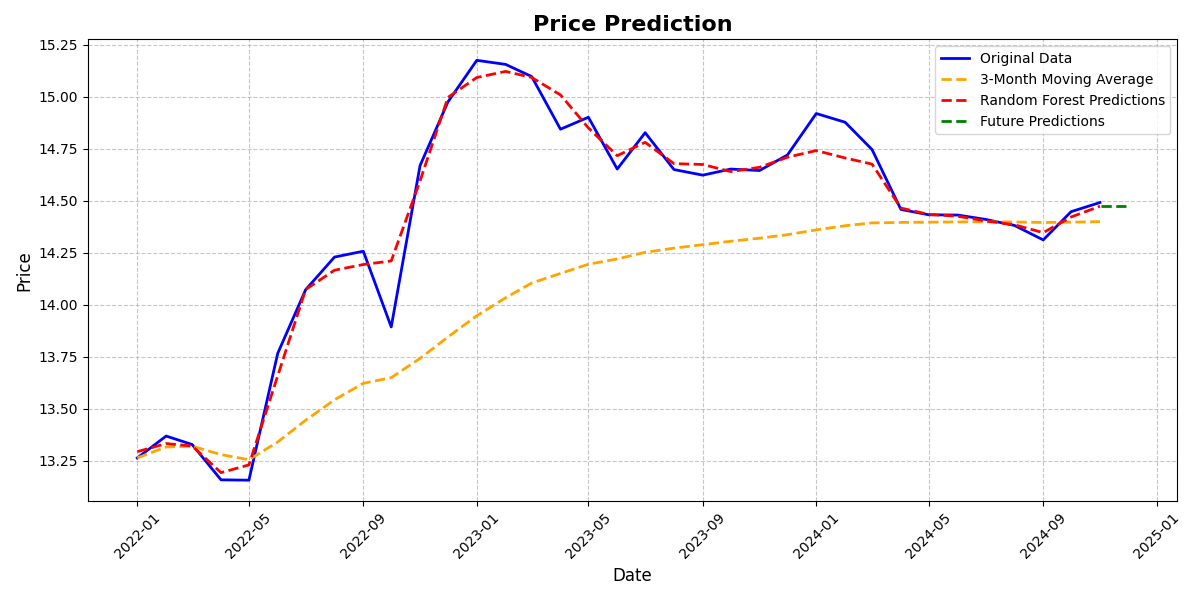 Price Prediction
Original Data
3-Month Moving Average
Random Forest Predictions
Future Predictions
Price
15.25
15.00
14.75
14.50
14.25
14.00
13.75
13.50
13.25
2022-01
2022-05
2022-09
2023-01
2023-05
2023-09
2024-01
2024-05
2024-09
2025-01
Date